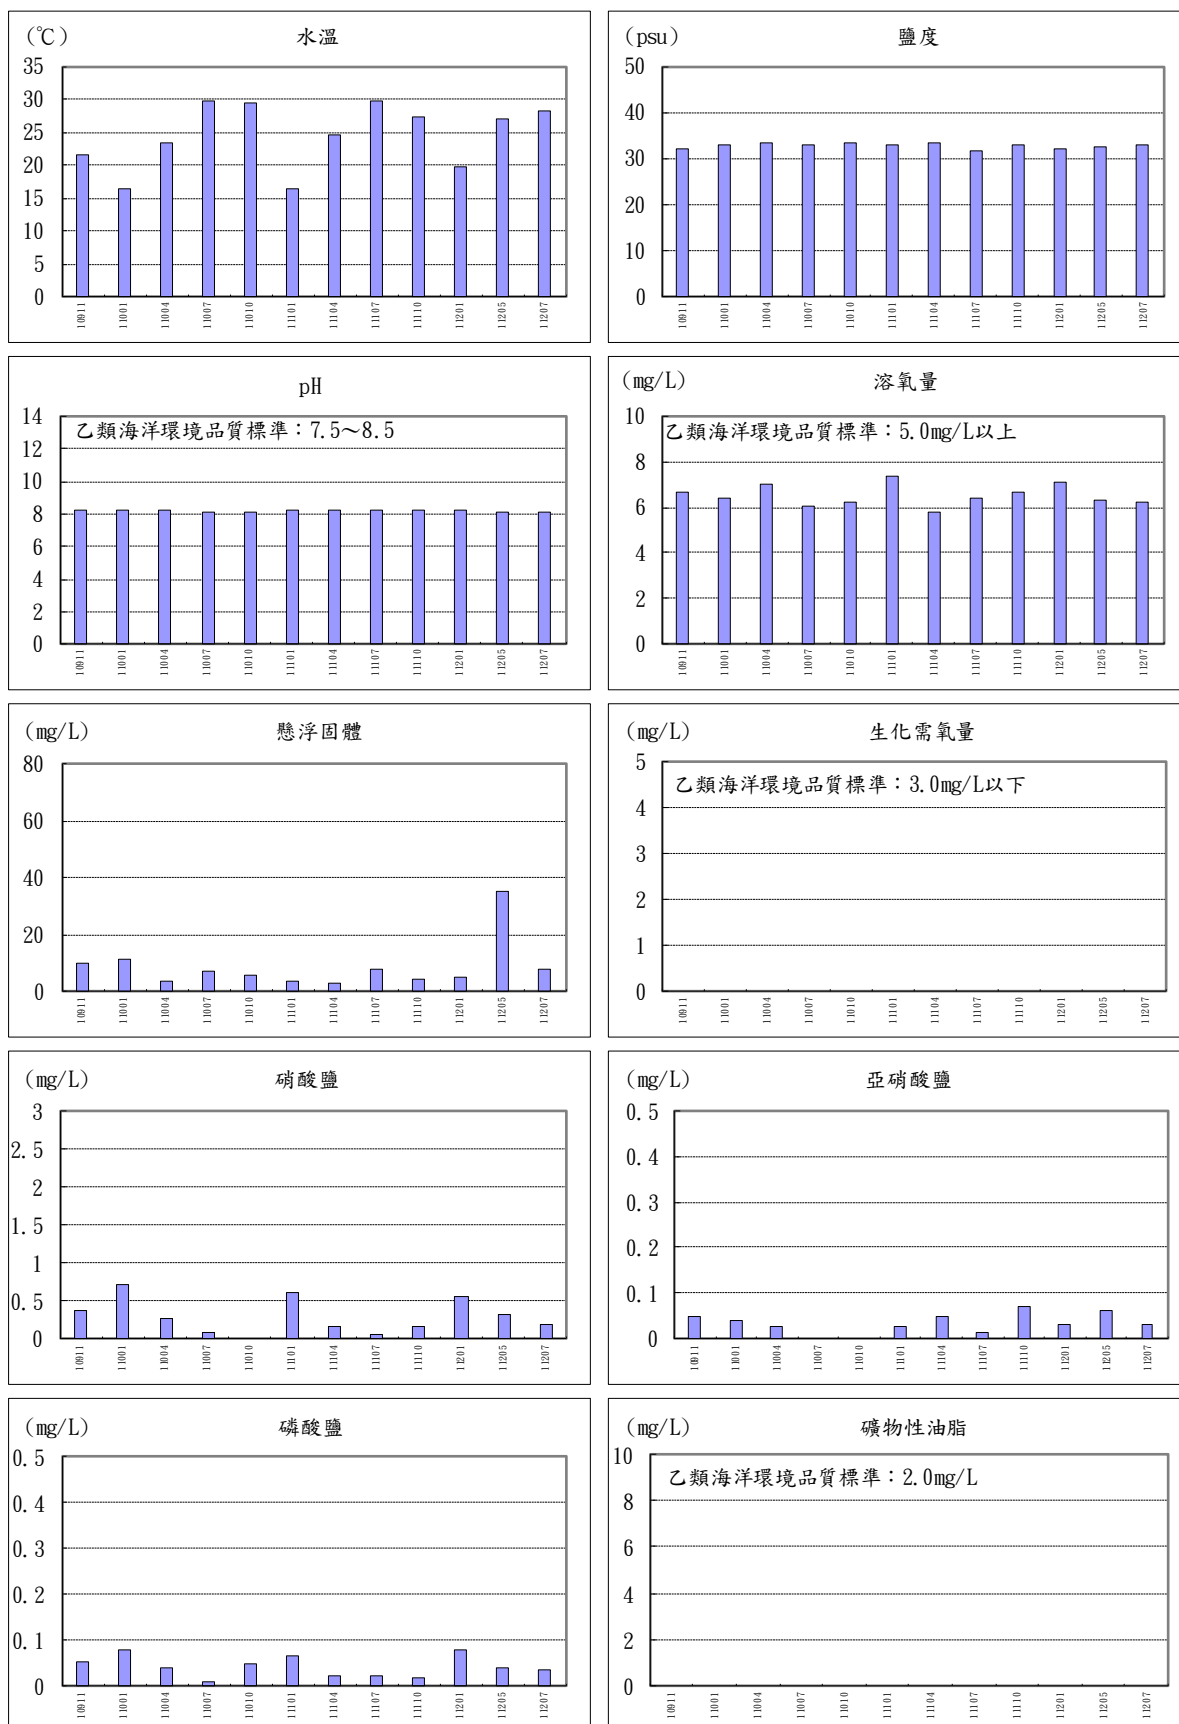 (℃) 水溫
35
30
25
20
15
10
5
0
10911 11001 11004 11007 11010 11101 11104 11107 11110 11201 11205 11207
(psu) 鹽度
50
40
30
20
10
0
10911 11001 11004 11007 11010 11101 11104 11107 11110 11201 11205 11207
pH
14
乙類海洋環境品質標準：7.5～8.5
12
10
8
6
4
2
0
10911 11001 11004 11007 11010 11101 11104 11107 11110 11201 11205 11207
(mg/L) 溶氧量
10
乙類海洋環境品質標準：5.0mg/L以上
8
6
4
2
0
10911 11001 11004 11007 11010 11101 11104 11107 11110 11201 11205 11207
(mg/L) 懸浮固體
80
60
40
20
0
10911 11001 11004 11007 11010 11101 11104 11107 11110 11201 11205 11207
(mg/L) 生化需氧量
5
乙類海洋環境品質標準：3.0mg/L以下
4
3
2
1
0
10911 11001 11004 11007 11010 11101 11104 11107 11110 11201 11205 11207
(mg/L) 硝酸鹽
3
2.5
2
1.5
1
0.5
0
10911 11001 11004 11007 11010 11101 11104 11107 11110 11201 11205 11207
(mg/L) 亞硝酸鹽
0.5
0.4
0.3
0.2
0.1
0
10911 11001 11004 11007 11010 11101 11104 11107 11110 11201 11205 11207
(mg/L) 磷酸鹽
0.5
0.4
0.3
0.2
0.1
0
10911 11001 11004 11007 11010 11101 11104 11107 11110 11201 11205 11207
(mg/L) 礦物性油脂
10
乙類海洋環境品質標準：2.0mg/L
8
6
4
2
0
10911 11001 11004 11007 11010 11101 11104 11107 11110 11201 11205 11207